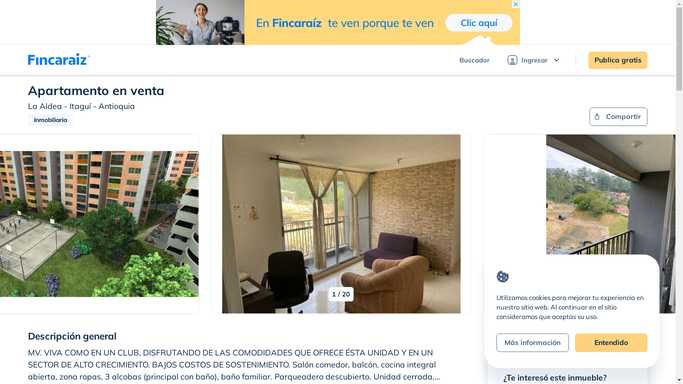 En Fincaraíz te ven porque te ven
Clic aquí
Fincaraiz
Buscador
Ingresar
Publica gratis
Apartamento en venta
La Aldea - Itaguí - Antioquia
Inmobiliaria
Compartir
1 / 20
Utilizamos cookies para mejorar tu experiencia en
nuestro sitio web. Al continuar en el sitio
consideramos que aceptas su uso.
Más información
Entendido
Descripción general
MV. VIVA COMO EN UN CLUB, DISFRUTANDO DE LAS COMODIDADES QUE OFRECE ÉSTA UNIDAD Y EN UN
SECTOR DE ALTO CRECIMIENTO. BAJOS COSTOS DE SOSTENIMIENTO. Salón comedor, balcón, cocina integral
abierta, zona ropas, 3 alcobas (principal con baño), baño familiar. Parqueadero descubierto. Unidad cerrada,...
¿Te interesó este inmueble?